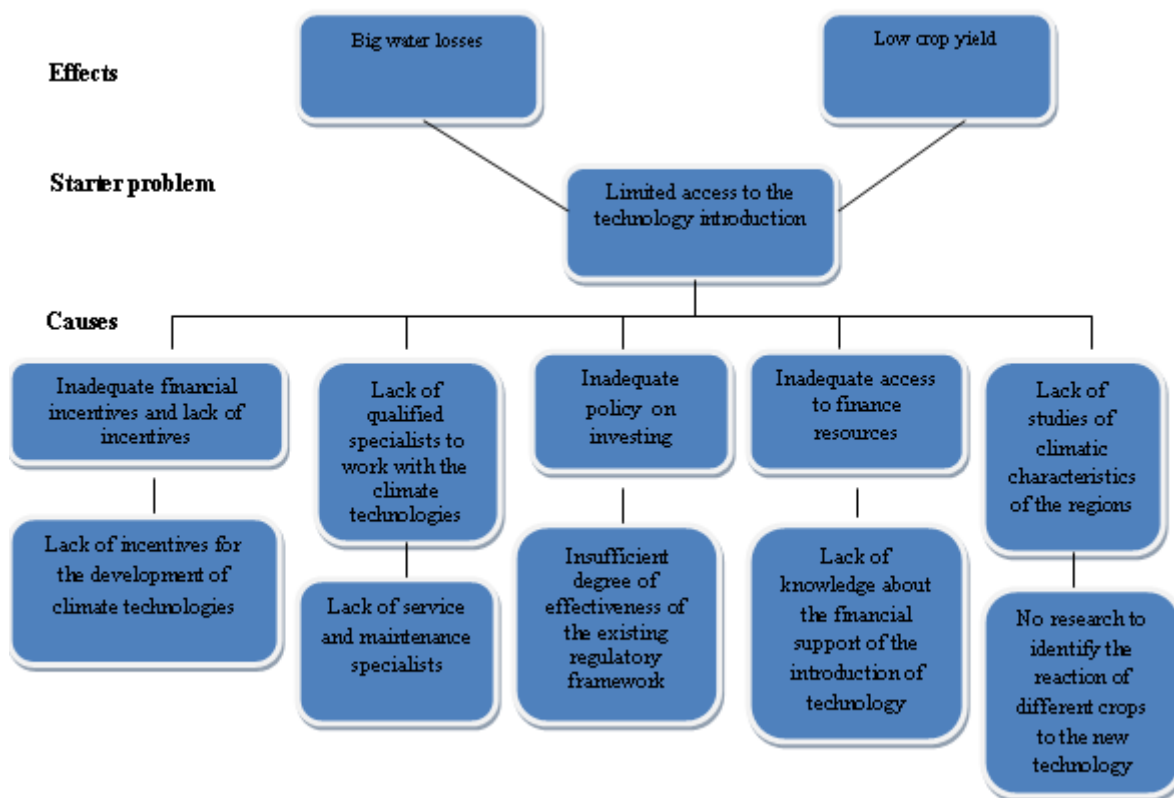 Big water losses
Low crop yield
Effects
Starter problem
Limited access to the
technology introduction
Causes
Inadequate financial
incentives and lack of
incentives
Lack of
qualified
specialists to
work with the
climate
technologies
Inadequate
policy on
investing
Inadequate access
to finance
resources
Lack of
studies of
climatic
characteristics
of the regions
Lack of incentives for
the development of
climate technologies
Lack of service
and maintenance
specialists
Insufficient
degree of
effectiveness of
the existing
regulatory
framework
Lack of
knowledge about
the financial
support of the
introduction of
technology
No research to
identify the
reaction of
different crops
to the new
technology